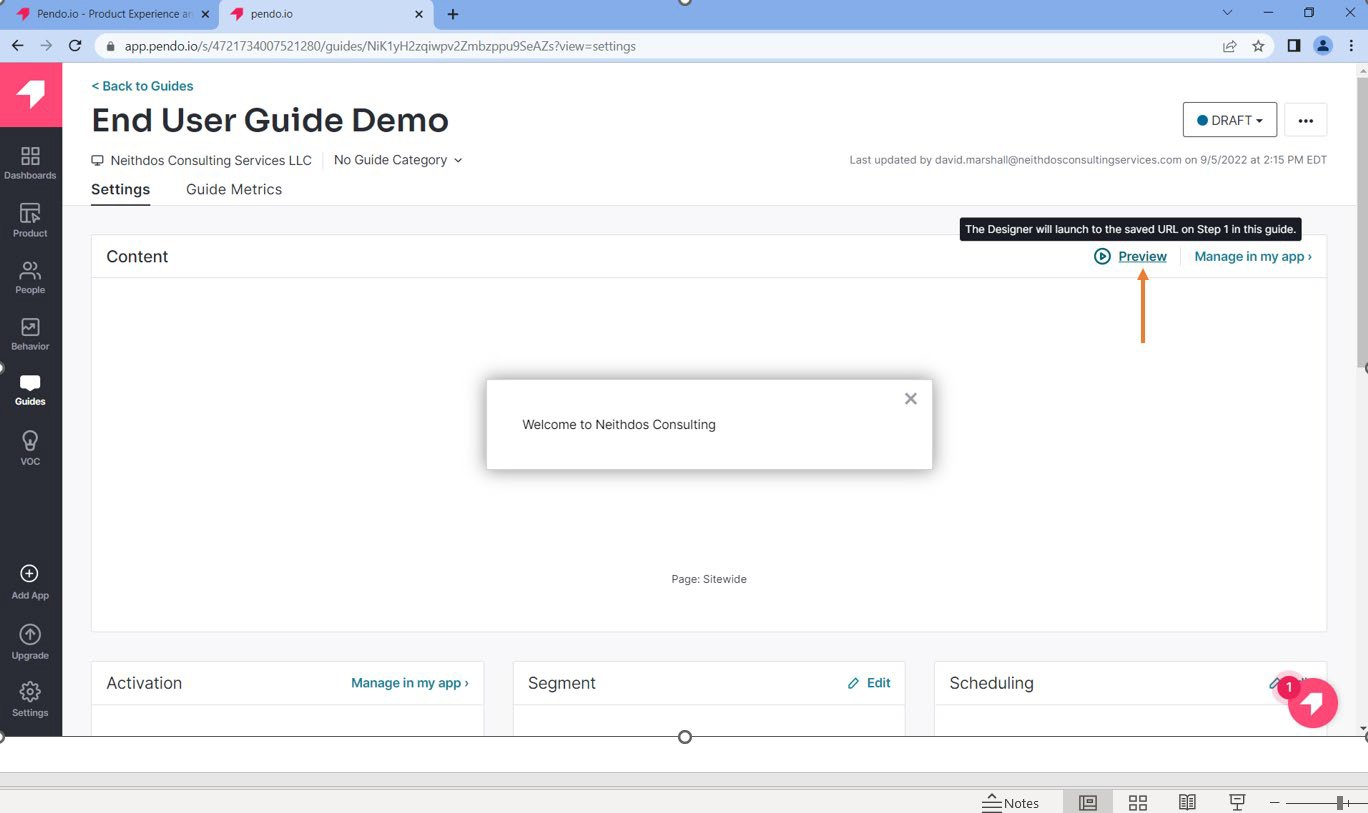 Pendo.io - Product Experience an
pendo.io
app.pendo.io/s/4721734007521280/guides/NiK1yH2zqiwpv2Zmbzppu9SeAZs?view=settings
< Back to Guides
End User Guide Demo
DRAFT
Neithdos Consulting Services LLC
No Guide Category
Last updated by david.marshall@neithdosconsultingservices.com on 9/5/2022 at 2:15 PM EDT
Settings
Guide Metrics
The Designer will launch to the saved URL on Step 1 in this guide.
Content
Preview
Manage in my app ›
Welcome to Neithdos Consulting
Page: Sitewide
Activation
Manage in my app ›
Segment
Edit
Scheduling
1
Dashboards
Product
People
Behavior
Guides
VOC
Add App
Upgrade
Settings
Notes